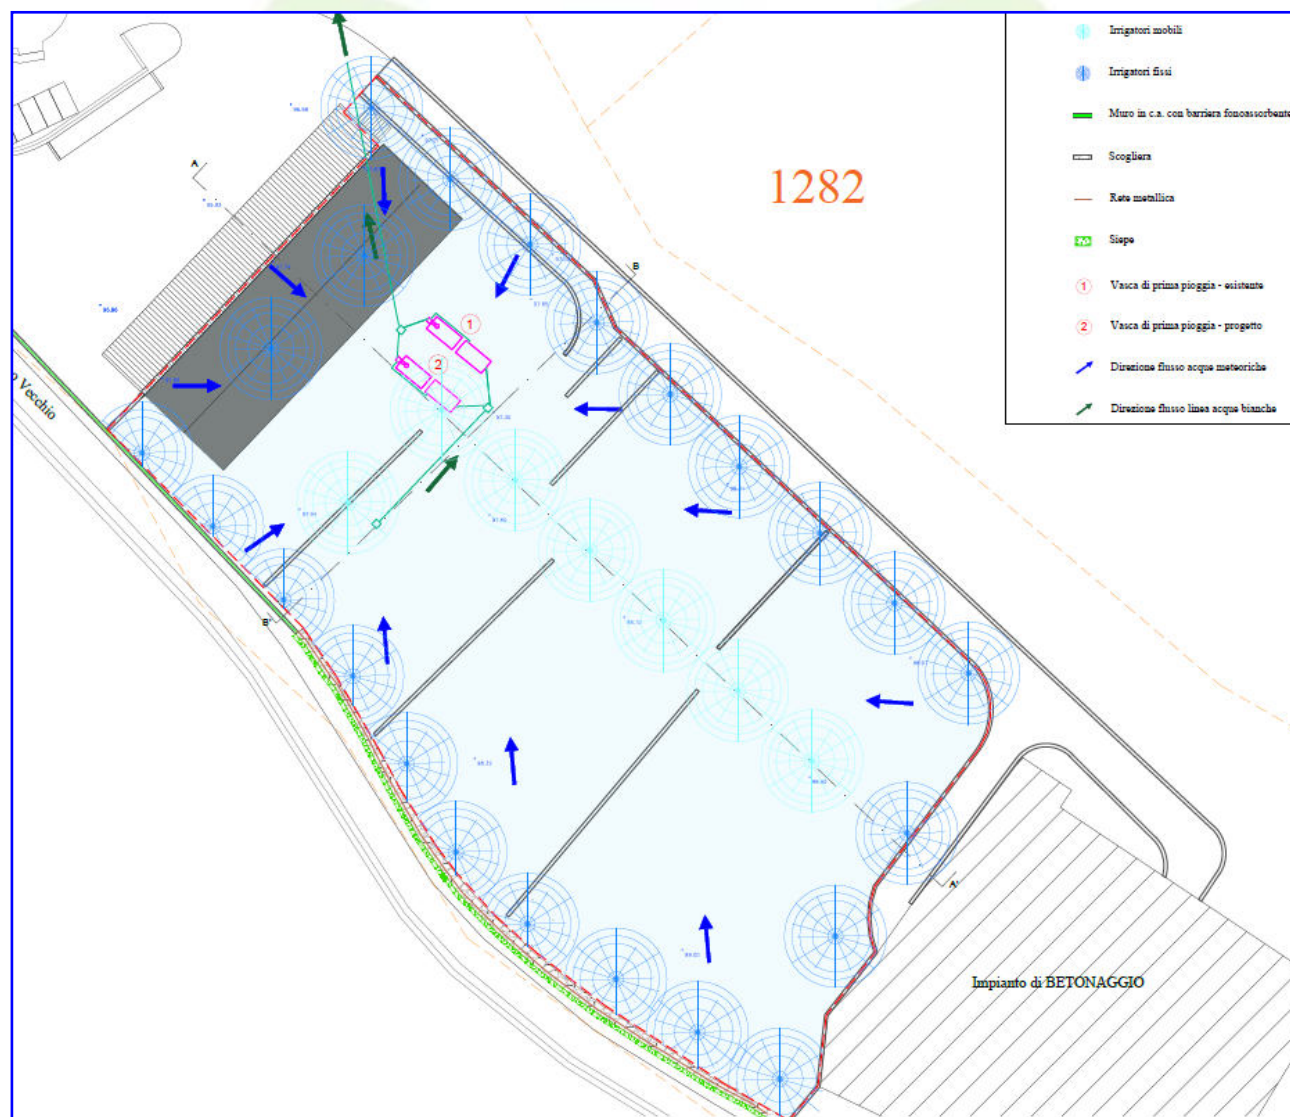 Irrigatori mobili
Irrigatori fissi
Muro in c.a. con barriera fonoassorbente
Scogliera
Rete metallica
Siepe
1 Vasca di prima pioggia - esistente
2 Vasca di prima pioggia - progetto
Direzione flusso acque meteoriche
Direzione flusso linea acque bianche
1282
A
B
1
2
o Vecchio
B'
A'
Impianto di BETONAGGIO